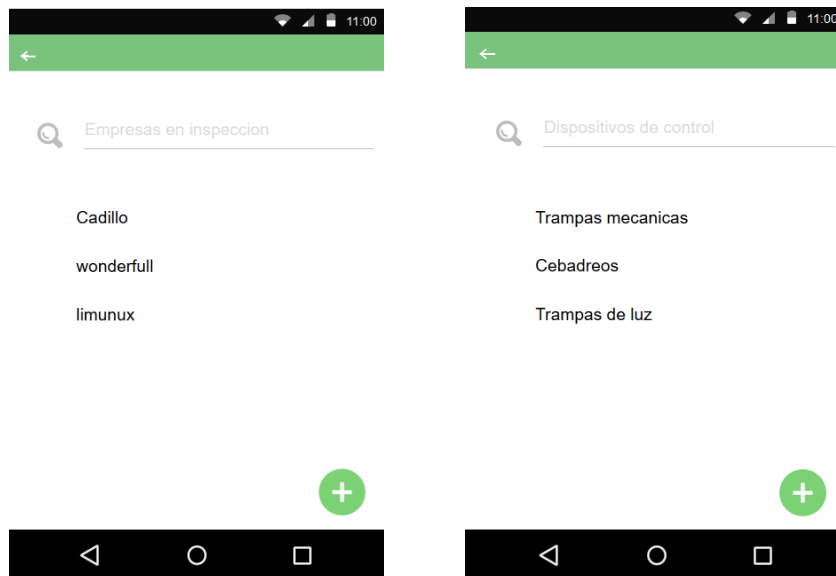 11:00
Empresas en inspeccion
Cadillo
wonderfull
limunux
11:00
Dispositivos de control
Trampas mecanicas
Cebadreos
Trampas de luz